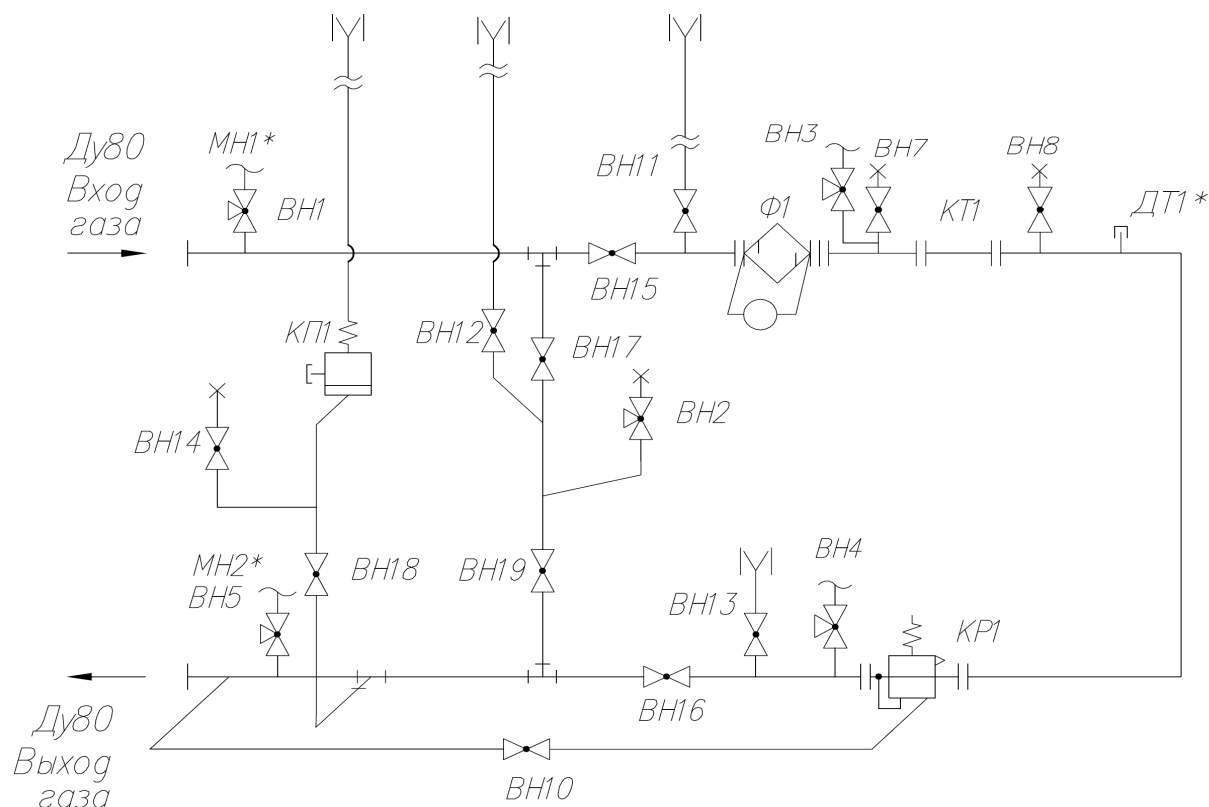 Ду80
Вход
газа
МН1*
ВН1
ВН11
ВН3
ВН7
ВН8
Ф1
КТ1
ДТ1*
ВН15
КП1
ВН12
ВН17
ВН2
ВН14
ВН18
ВН19
МН2*
ВН5
ВН13
ВН4
КР1
ВН16
Ду80
Выход
газа
ВН10